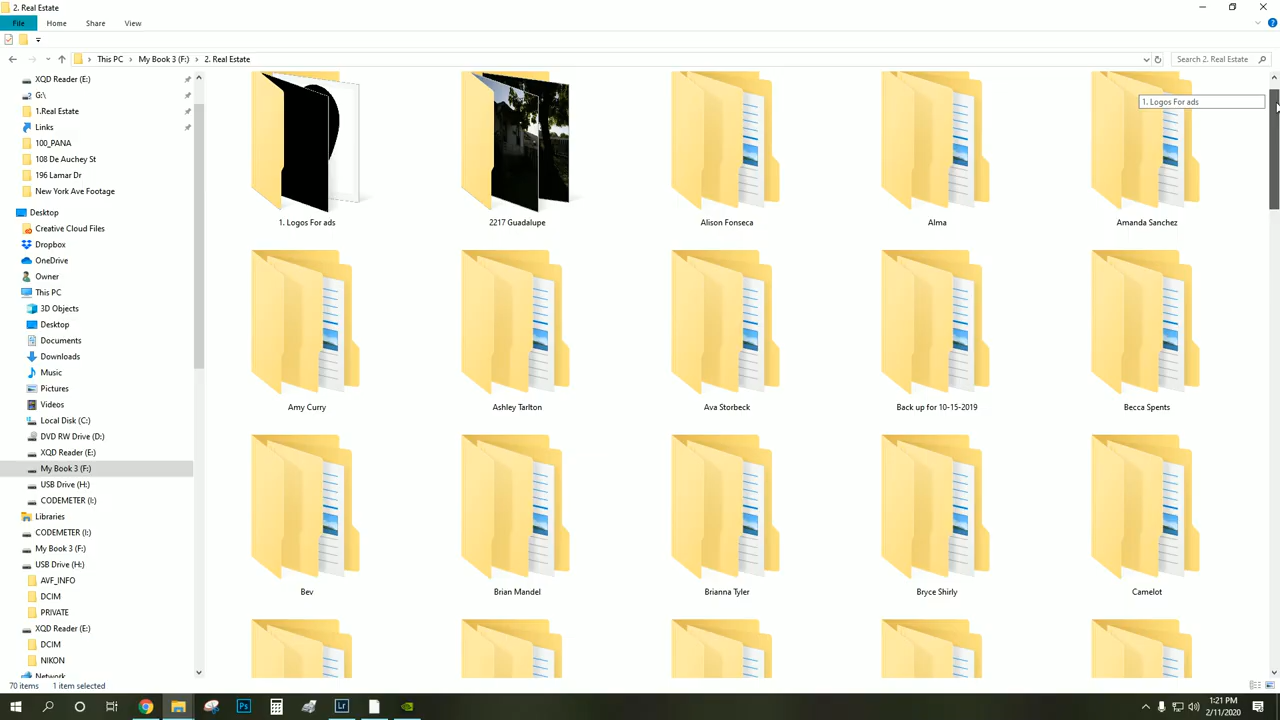 2. Real Estate
File Home Share View
This PC My Book 3 (F:) 2. Real Estate
Search 2. Real Estate
XQD Reader (E:)
G:\
1.Real Estate
Links
100_PANA
108 De Auchey St
196 Lamar Dr
New York Ave Footage
Desktop
Creative Cloud Files
Dropbox
OneDrive
Owner
This PC
3D Objects
Desktop
Documents
Downloads
Music
Pictures
Videos
Local Disk (C:)
DVD RW Drive (D:)
XQD Reader (E:)
My Book 3 (F:)
USB Drive (H:)
CODEMETER (I:)
Libraries
CODEMETER (I:)
My Book 3 (F:)
USB Drive (H:)
AVF_INFO
DCIM
PRIVATE
XQD Reader (E:)
DCIM
NIKON
Network
1. Logos For ads
1. Logos For ads 2217 Guadalupe Alison Fonseca Alma Amanda Sanchez
Amy Curry Ashley Tarlton Ava Storbeck Back up for 10-15-2019 Becca Spents
Bev Brian Mandel Brianna Tyler Bryce Shirly Camelot
70 items 1 item selected
Ps Lr
1:21 PM
2/11/2020